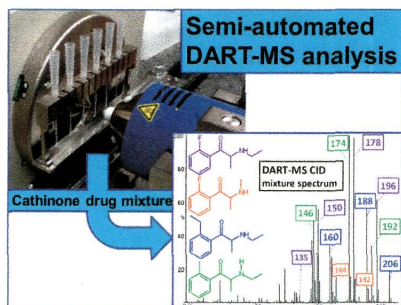 Semi-automated
DART-MS analysis
Cathinone drug mixture
DART-MS CID
mixture spectrum
174
178
196
146
150
188
192
160
135
164
182
206
100
80
60
40
20
F
O
H
N
O
H
N
O
H
N
O
H
N